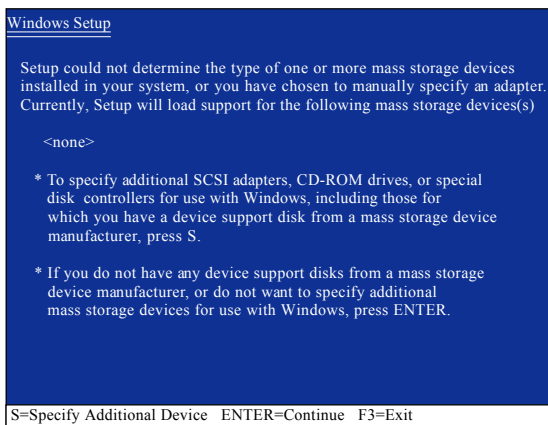 Windows Setup
Setup could not determine the type of one or more mass storage devices
installed in your system, or you have chosen to manually specify an adapter.
Currently, Setup will load support for the following mass storage devices(s)
<none>
* To specify additional SCSI adapters, CD-ROM drives, or special
disk controllers for use with Windows, including those for
which you have a device support disk from a mass storage device
manufacturer, press S.
* If you do not have any device support disks from a mass storage
device manufacturer, or do not want to specify additional
mass storage devices for use with Windows, press ENTER.
S=Specify Additional Device ENTER=Continue F3=Exit